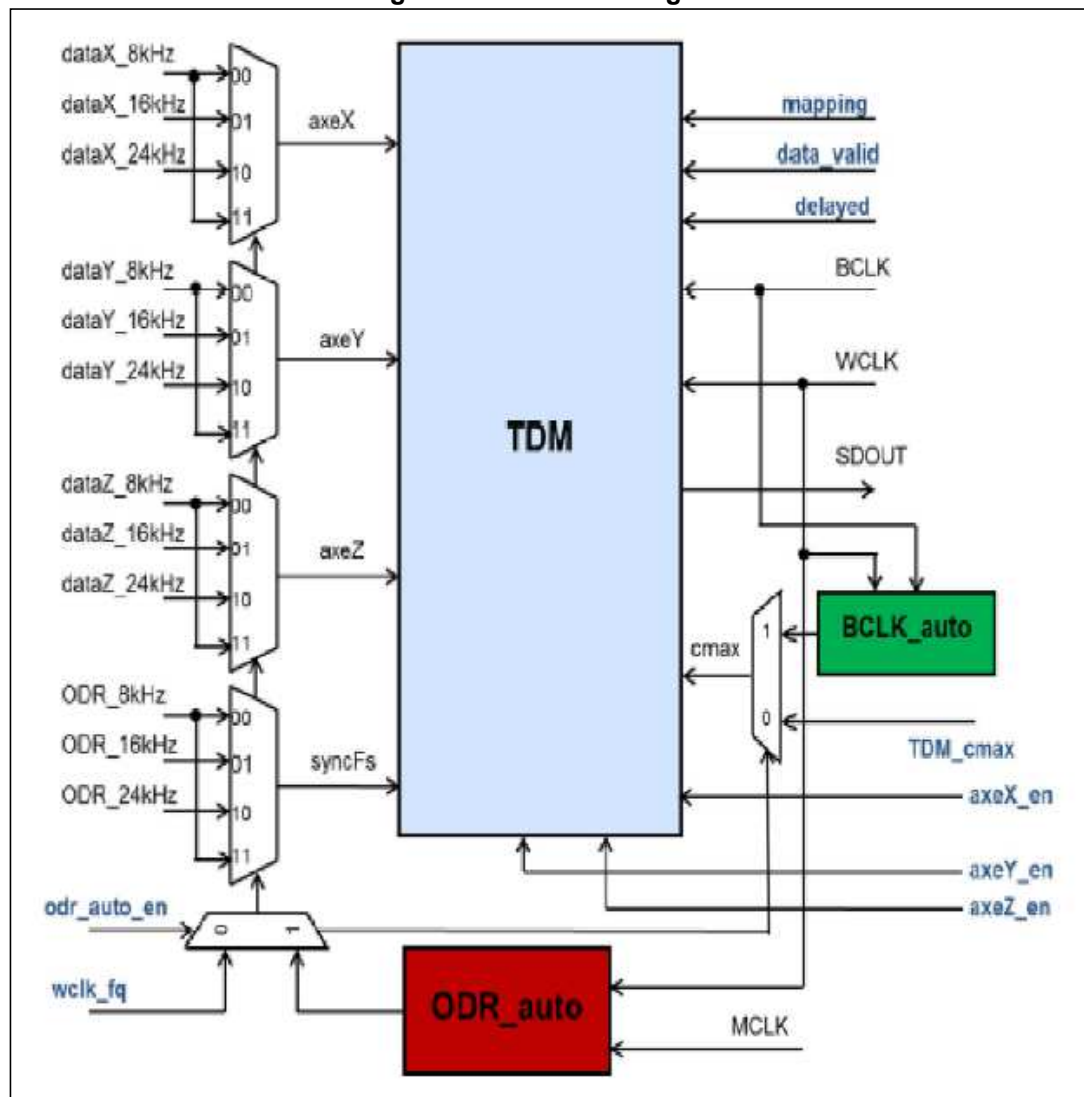 dataX_8kHz
00
dataX_16kHz
01
dataX_24kHz
10
11
axeX
dataY_8kHz
00
dataY_16kHz
01
dataY_24kHz
10
11
axeY
dataZ_8kHz
00
dataZ_16kHz
01
dataZ_24kHz
10
11
axeZ
ODR_8kHz
00
ODR_16kHz
01
ODR_24kHz
10
11
syncFs
TDM
mapping
data_valid
delayed
BCLK
WCLK
SDOUT
BCLK_auto
cmax
1
0
TDM_cmax
axeX_en
axeY_en
axeZ_en
odr_auto_en
0
1
wclk_fq
ODR_auto
MCLK